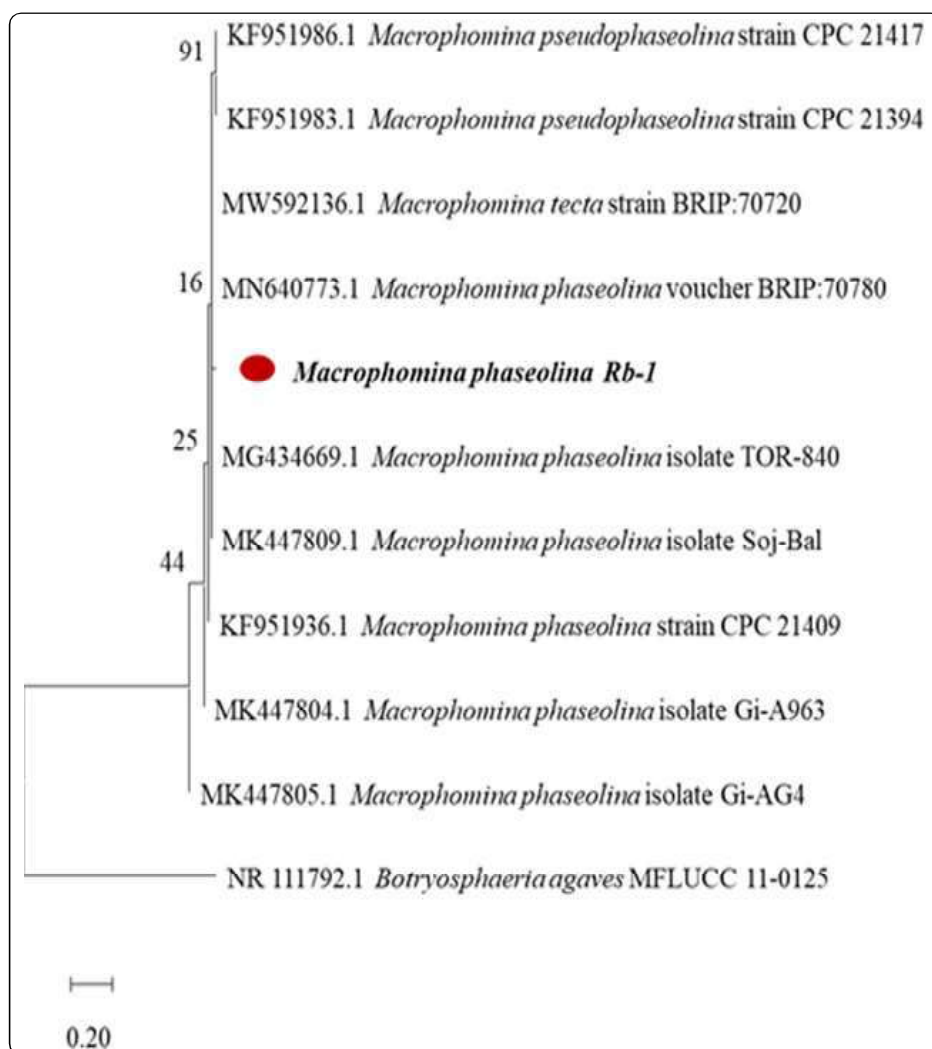 91
KF951986.1 Macrophomina pseudophaseolina strain CPC 21417
KF951983.1 Macrophomina pseudophaseolina strain CPC 21394
MW592136.1 Macrophomina tecta strain BRIP:70720
16
MN640773.1 Macrophomina phaseolina voucher BRIP:70780
Macrophomina phaseolina Rb-1
25
MG434669.1 Macrophomina phaseolina isolate TOR-840
MK447809.1 Macrophomina phaseolina isolate Soj-Bal
44
KF951936.1 Macrophomina phaseolina strain CPC 21409
MK447804.1 Macrophomina phaseolina isolate Gi-A963
MK447805.1 Macrophomina phaseolina isolate Gi-AG4
NR 111792.1 Botryosphaeria agaves MFLUCC 11-0125
0.20